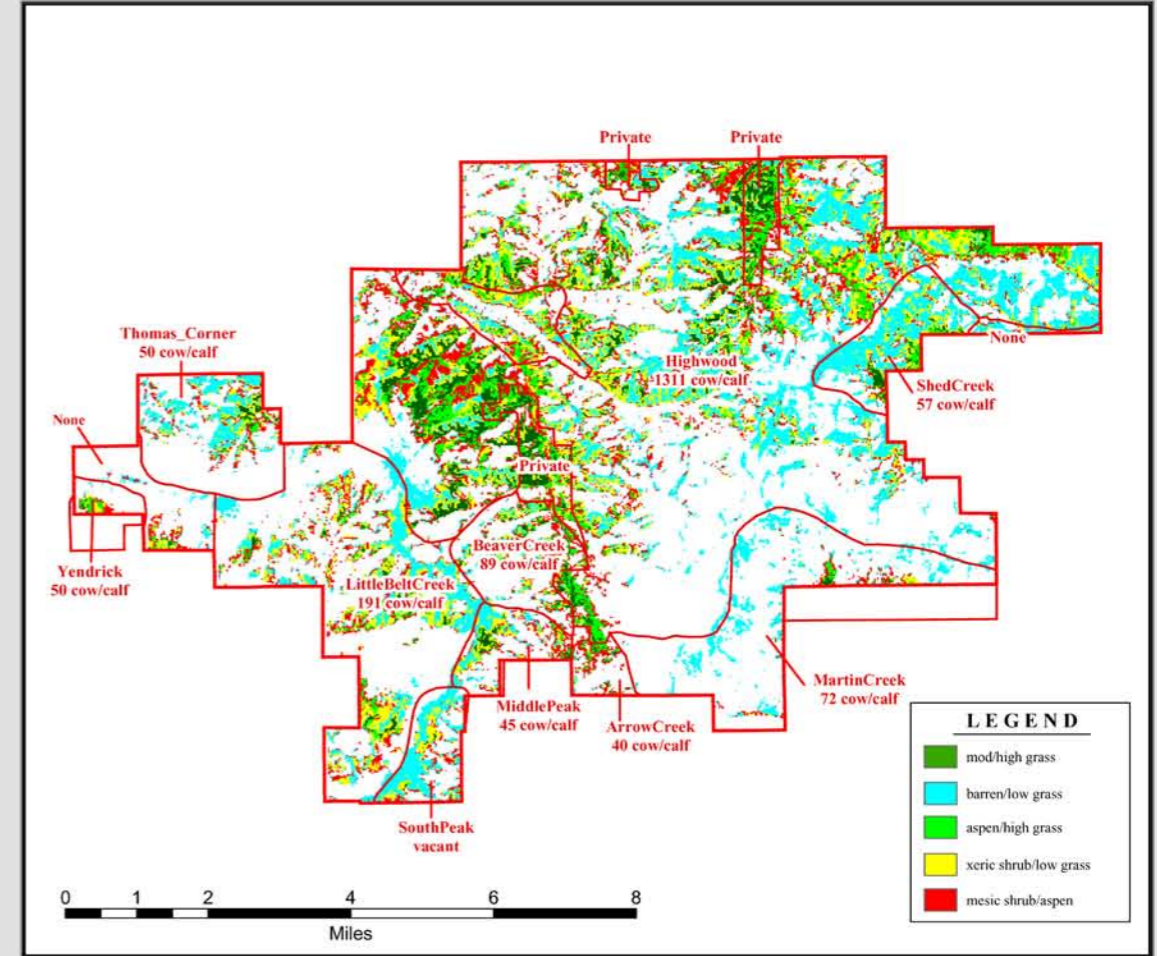 Private
Private
Highwood
1311 cow/calf
None
ShedCreek
57 cow/calf
Thomas_Corner
50 cow/calf
None
Private
BeaverCreek
89 cow/calf
Yendrick
50 cow/calf
LittleBeltCreek
191 cow/calf
MiddlePeak
45 cow/calf
ArrowCreek
40 cow/calf
MartinCreek
72 cow/calf
SouthPeak
vacant
LEGEND
mod/high grass
barren/low grass
aspen/high grass
xeric shrub/low grass
mesic shrub/aspen
0 1 2 4 6 8
Miles